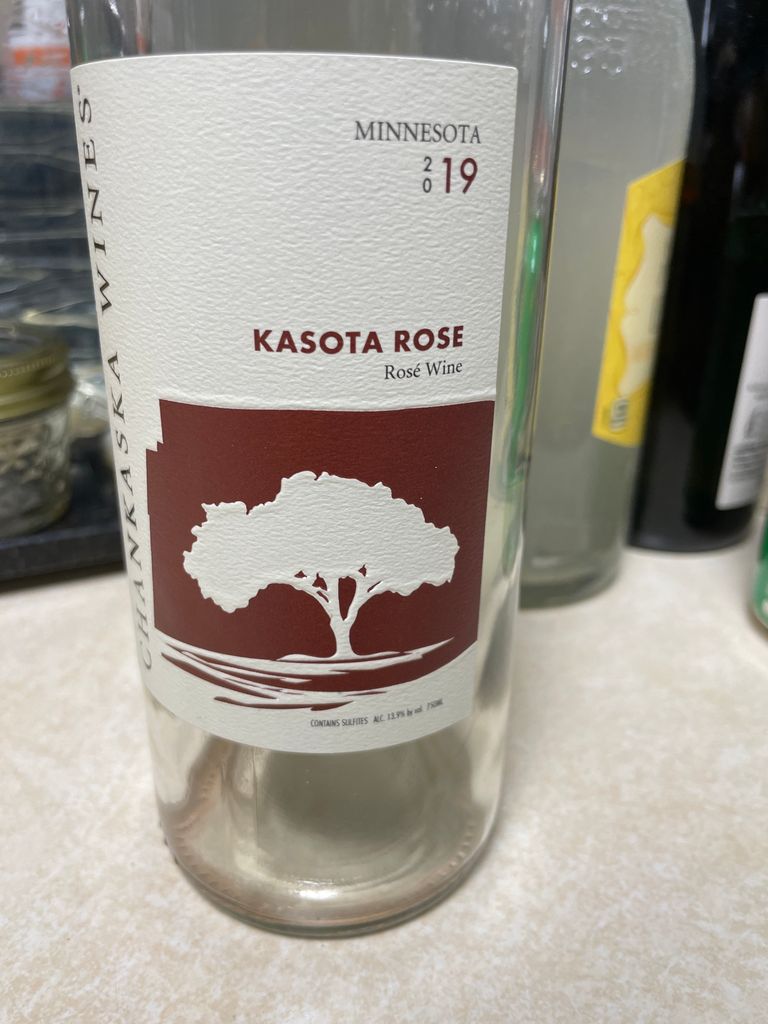 CHANKASKA WINES
MINNESOTA
2019
KASOTA ROSE
Rosé Wine
CONTAINS SULFITES ALC. 13.9% by vol. 750ML